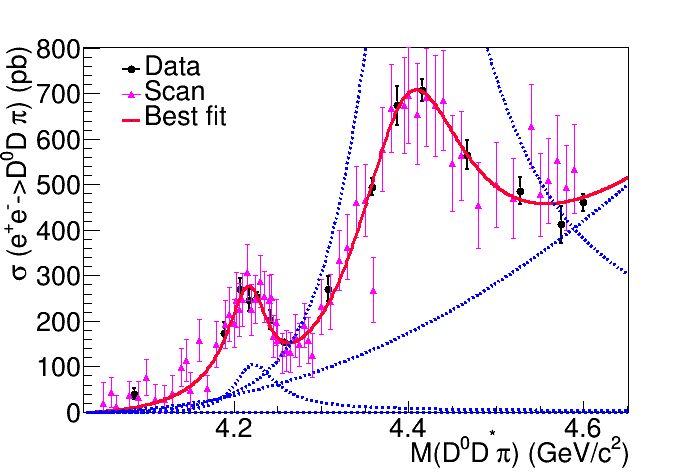 800
700
600
500
400
300
200
100
0
σ (e⁺e⁻->D⁰D π) (pb)
Data
Scan
Best fit
4.2 4.4 4.6
M(D⁰D*π) (GeV/c²)